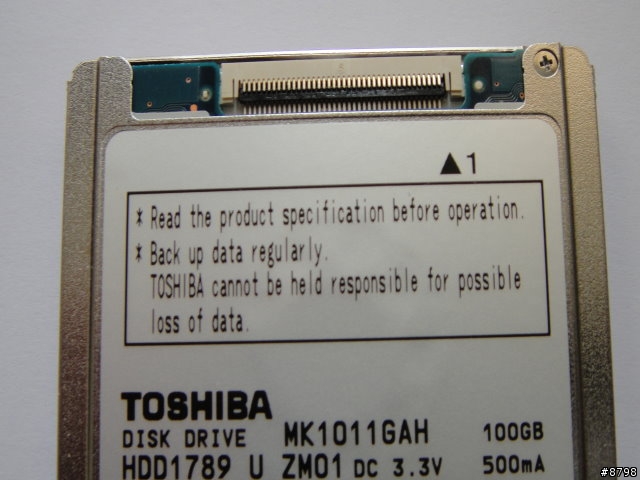 ▲1
* Read the product specification before operation.
* Back up data regularly.
TOSHIBA cannot be held responsible for possible
loss of data.
TOSHIBA
DISK DRIVE MK1011GAH 100GB
HDD1789 U ZM01 DC 3.3V 500mA
#8798